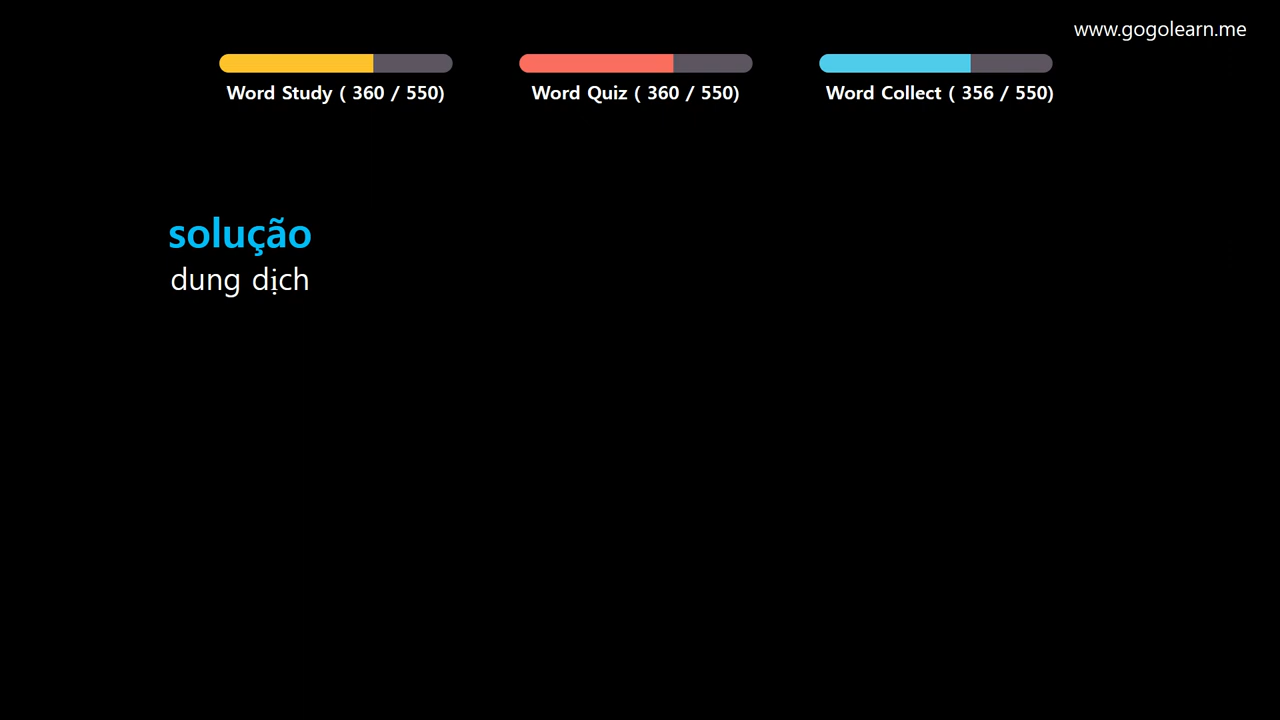 www.gogolearn.me
Word Study ( 360 / 550)
Word Quiz ( 360 / 550)
Word Collect ( 356 / 550)
solução
dung dịch